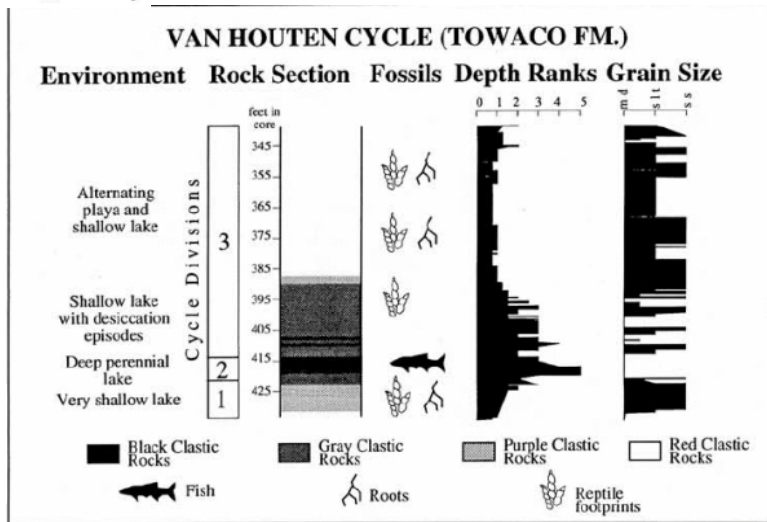 VAN HOUTEN CYCLE (TOWACO FM.)
Environment Rock Section Fossils Depth Ranks Grain Size
feet in
core
0 1 2 3 4 5
md slt ss
Cycle Divisions
345
355
365
375
385
395
405
415
425
Alternating
playa and
shallow lake
3
Shallow lake
with desiccation
episodes
Deep perennial
lake
2
Very shallow lake
1
Black Clastic
Rocks
Gray Clastic
Rocks
Purple Clastic
Rocks
Red Clastic
Rocks
Fish
Roots
Reptile
footprints